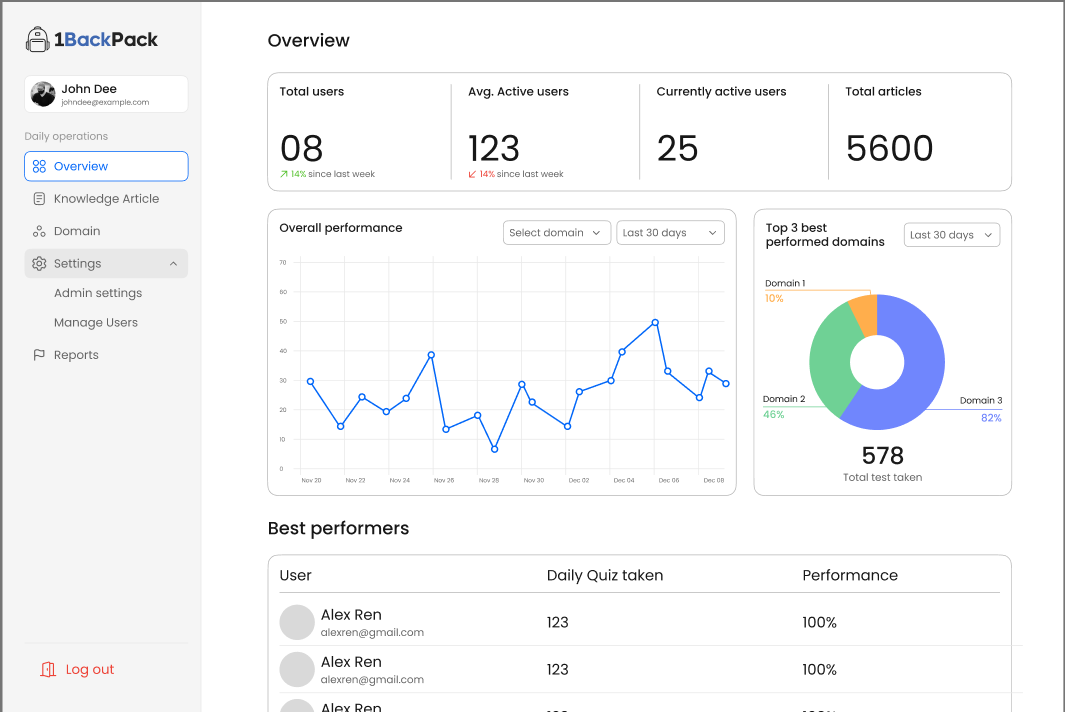 1BackPack
John Dee
johndee@example.com
Daily operations
Overview
Knowledge Article
Domain
Settings
Admin settings
Manage Users
Reports
Log out
Overview
Total users
08
14% since last week
Avg. Active users
123
14% since last week
Currently active users
25
Total articles
5600
Overall performance
Select domain
Last 30 days
70
60
50
40
30
20
10
0
Nov 20 Nov 22 Nov 24 Nov 26 Nov 28 Nov 30 Dec 02 Dec 04 Dec 06 Dec 08
Top 3 best
performed domains
Last 30 days
Domain 1
10%
Domain 2
46%
Domain 3
82%
578
Total test taken
Best performers
User Daily Quiz taken Performance
Alex Ren
alexren@gmail.com
123
100%
Alex Ren
alexren@gmail.com
123
100%
Alex Ren